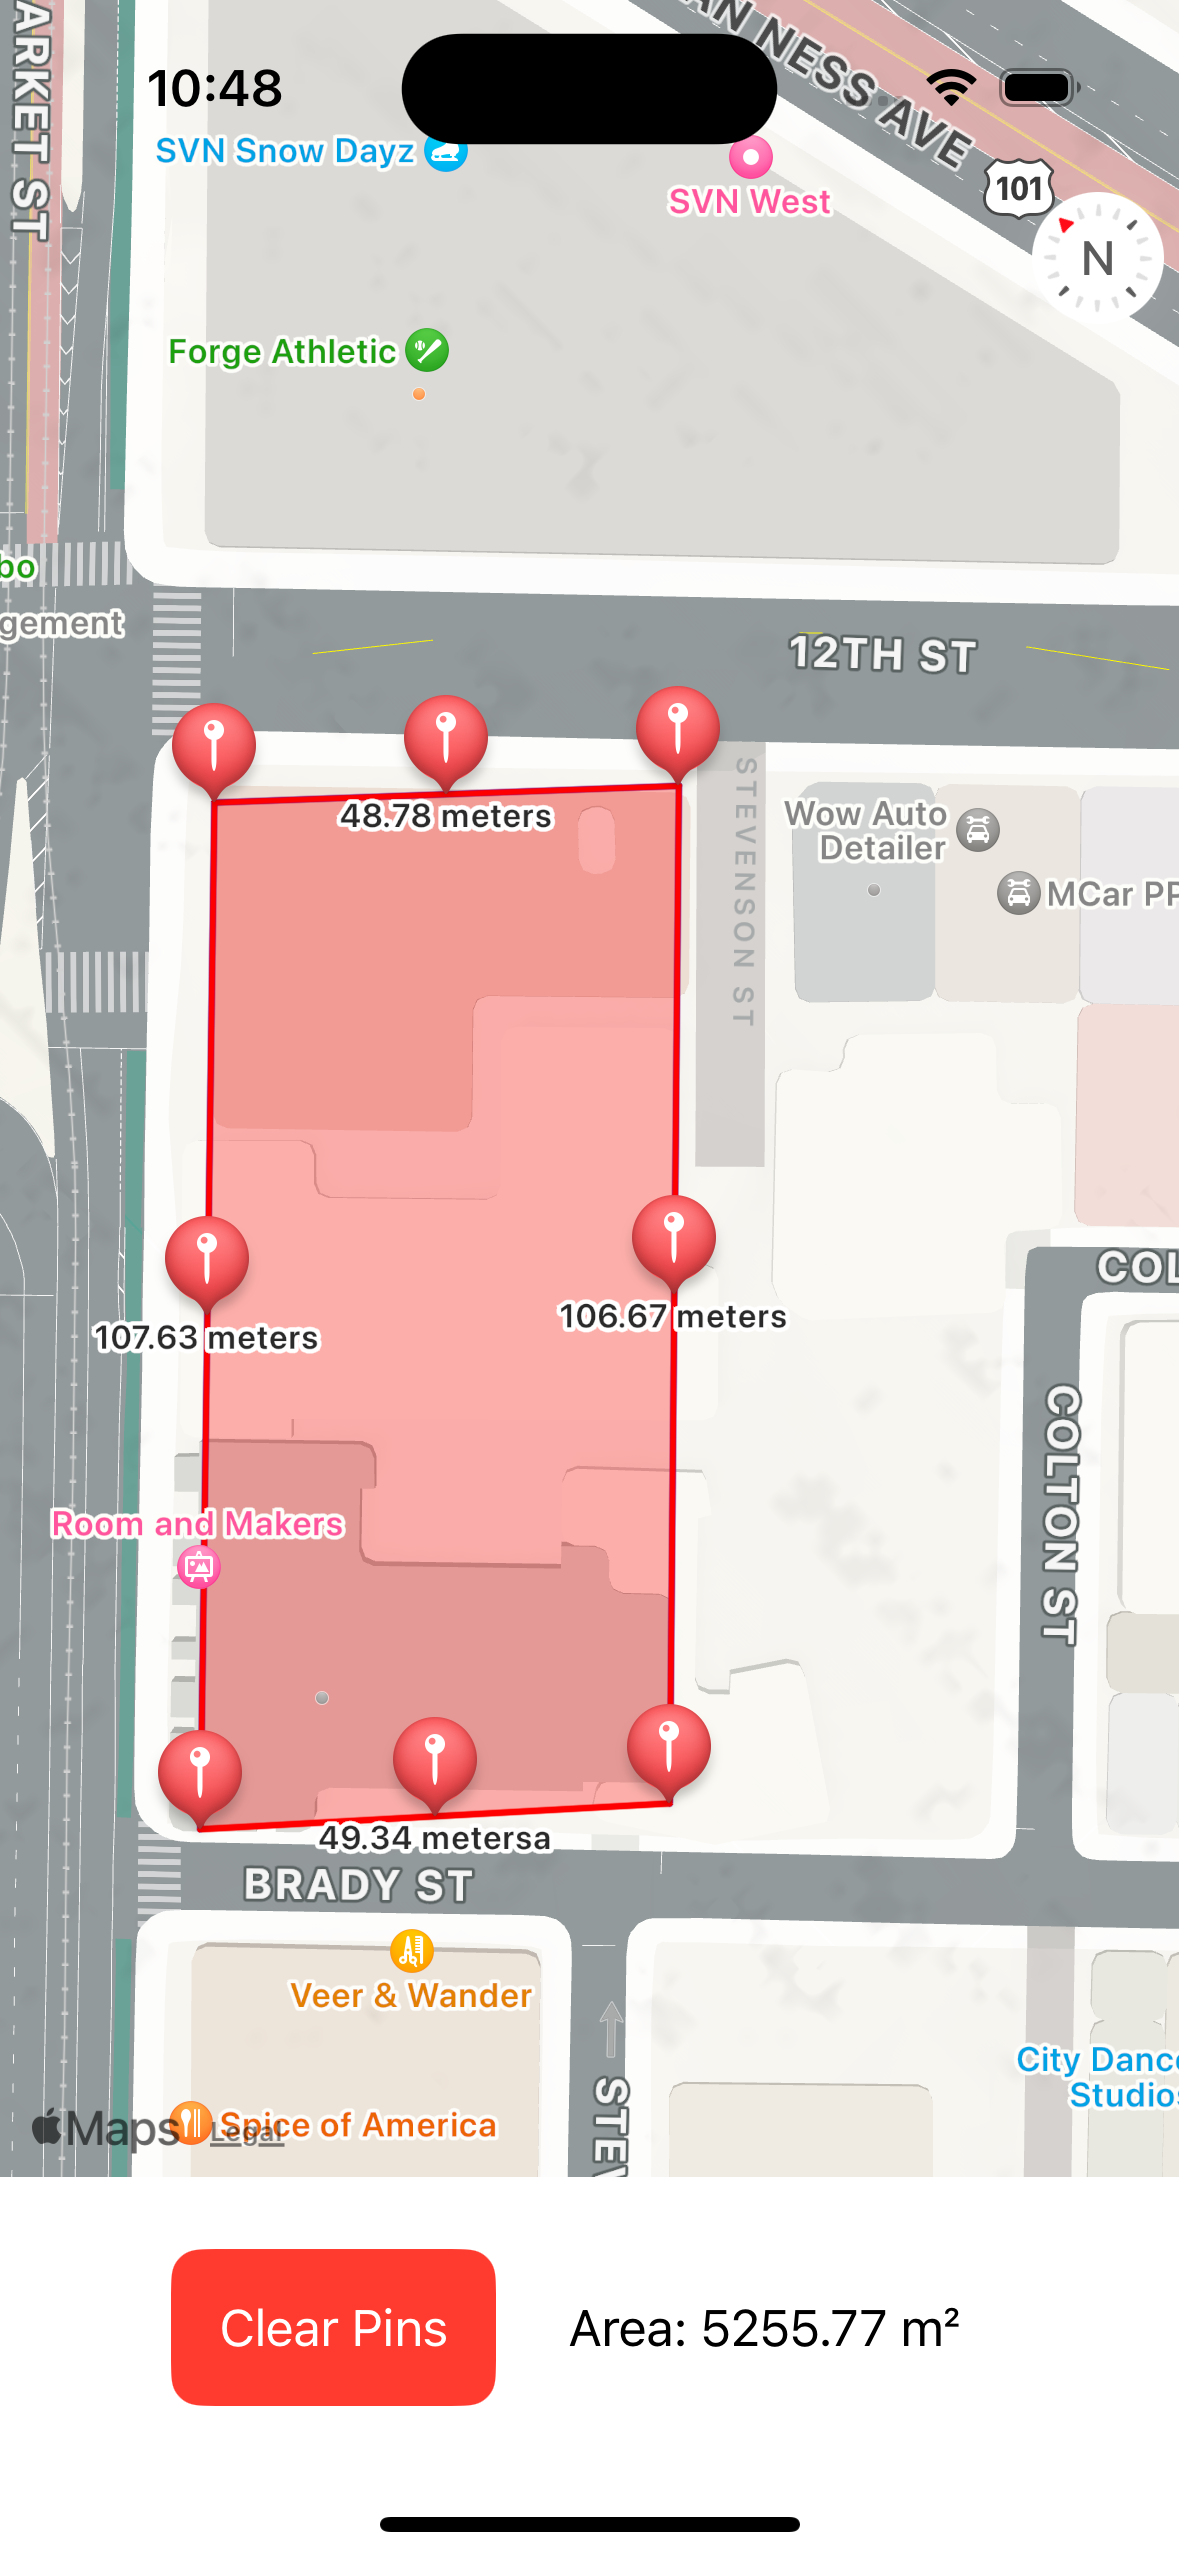 ARKET ST
AN NESS AVE
10:48
SVN Snow Dayz
SVN West
101
N
Forge Athletic
bo
gement
12TH ST
48.78 meters
STEVENSON ST
Wow Auto
Detailer
MCar PP
COL
107.63 meters
106.67 meters
COLTON ST
Room and Makers
49.34 metersa
BRADY ST
Veer & Wander
City Danc
Studios
STEV
Maps
Legal
Spice of America
Clear Pins
Area: 5255.77 m²